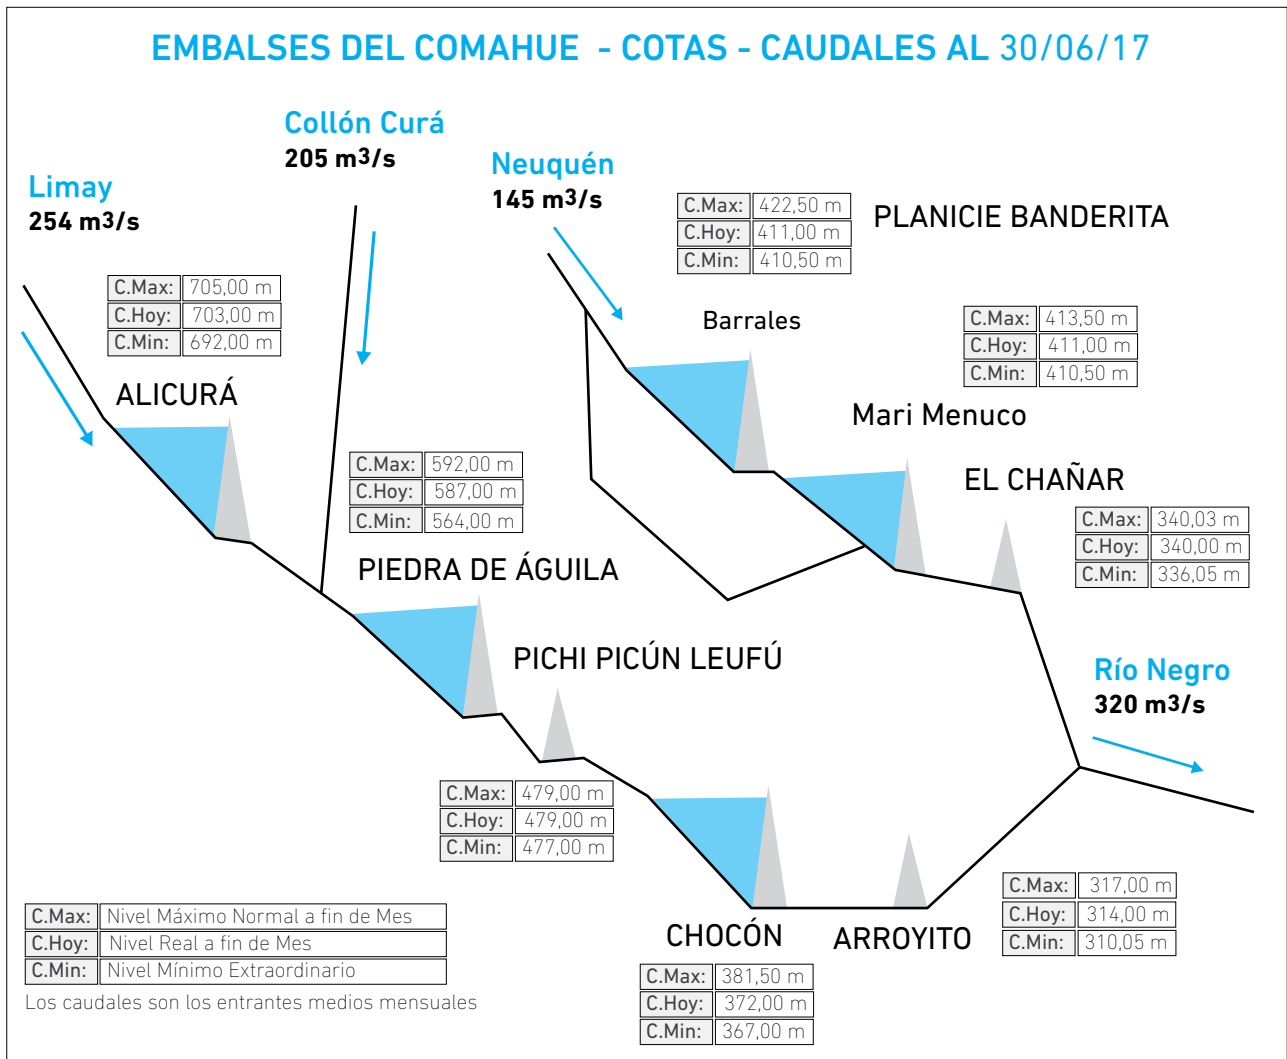 EMBALSES DEL COMAHUE - COTAS - CAUDALES AL 30/06/17
Collón Curá
205 m3/s
Neuquén
145 m3/s
Limay
254 m3/s
C.Max: 422,50 m
C.Hoy: 411,00 m
C.Min: 410,50 m
PLANICIE BANDERITA
C.Max: 705,00 m
C.Hoy: 703,00 m
C.Min: 692,00 m
ALICURÁ
Barrales
C.Max: 413,50 m
C.Hoy: 411,00 m
C.Min: 410,50 m
Mari Menuco
C.Max: 592,00 m
C.Hoy: 587,00 m
C.Min: 564,00 m
PIEDRA DE ÁGUILA
EL CHAÑAR
C.Max: 340,03 m
C.Hoy: 340,00 m
C.Min: 336,05 m
PICHI PICÚN LEUFÚ
Río Negro
320 m3/s
C.Max: 479,00 m
C.Hoy: 479,00 m
C.Min: 477,00 m
C.Max: 317,00 m
C.Hoy: 314,00 m
C.Min: 310,05 m
CHOCÓN
ARROYITO
C.Max: 381,50 m
C.Hoy: 372,00 m
C.Min: 367,00 m
C.Max: Nivel Máximo Normal a fin de Mes
C.Hoy: Nivel Real a fin de Mes
C.Min: Nivel Mínimo Extraordinario
Los caudales son los entrantes medios mensuales